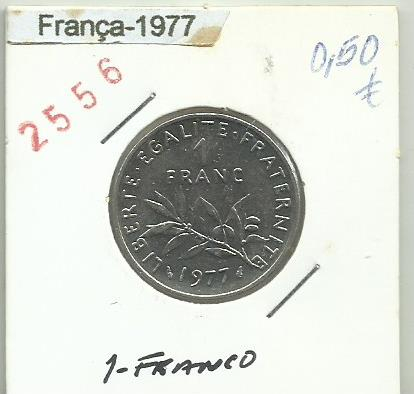 França-1977
0,50
€
2556
LIBERTE·EGALITE·FRATERNITE
1
FRANC
1977
1-FRANCO